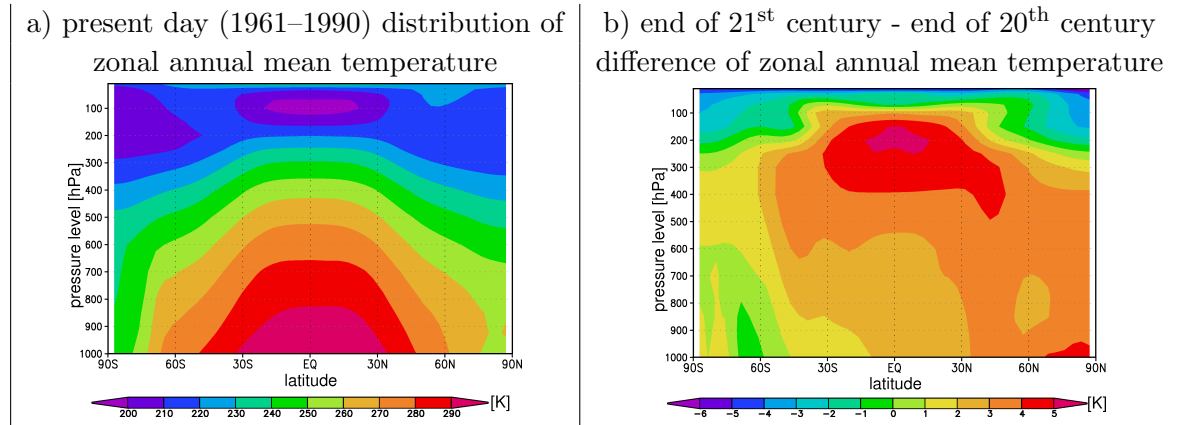 a) present day (1961–1990) distribution of
zonal annual mean temperature
100
200
300
400
500
600
700
800
900
1000
pressure level [hPa]
90S 60S 30S EQ 30N 60N 90N
latitude
200 210 220 230 240 250 260 270 280 290 [K]
b) end of 21st century - end of 20th century
difference of zonal annual mean temperature
100
200
300
400
500
600
700
800
900
1000
pressure level [hPa]
90S 60S 30S EQ 30N 60N 90N
latitude
−6 −5 −4 −3 −2 −1 0 1 2 3 4 5 [K]